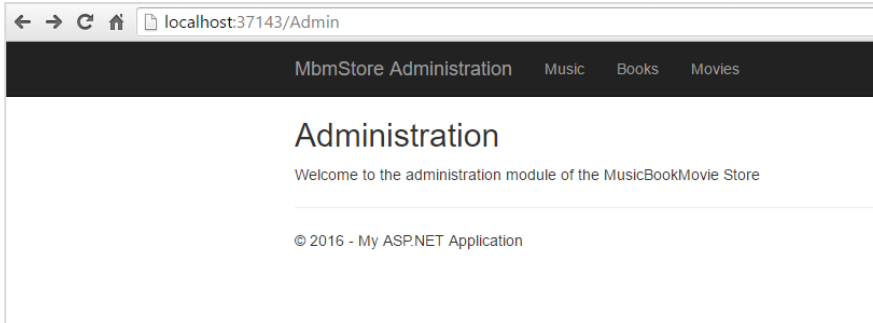 localhost:37143/Admin
MbmStore Administration Music Books Movies
Administration
Welcome to the administration module of the MusicBookMovie Store
© 2016 - My ASP.NET Application